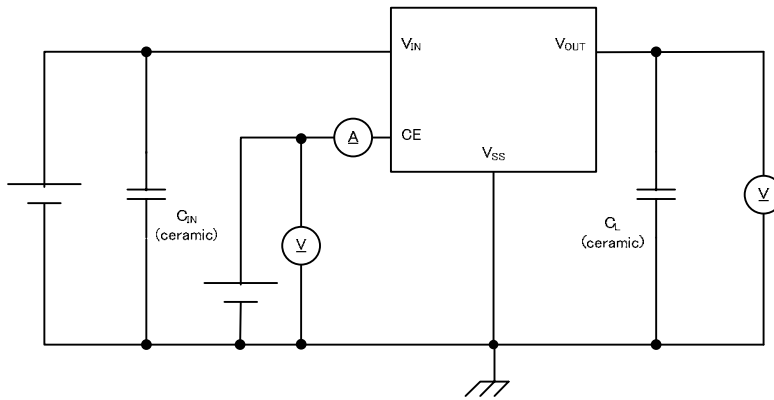 VIN
VOUT
A
CE
VSS
CIN
(ceramic)
V
CL
(ceramic)
V